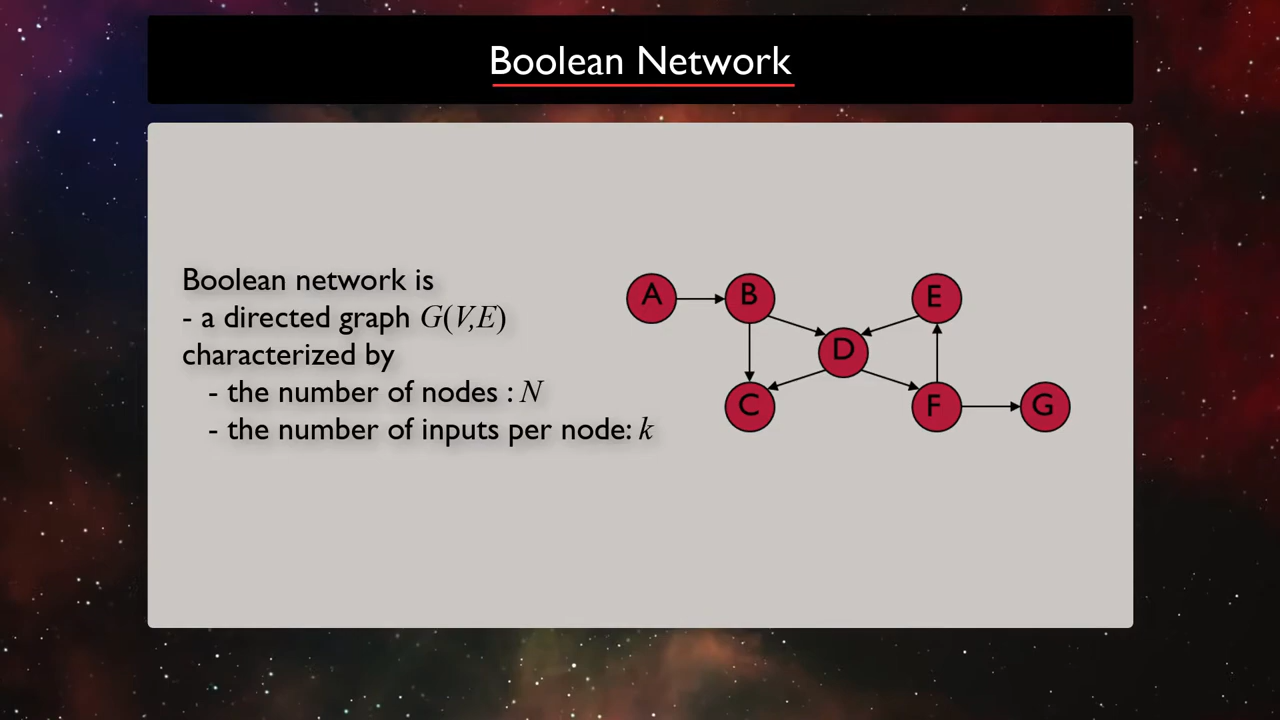 Boolean Network
Boolean network is
- a directed graph G(V,E)
characterized by
- the number of nodes : N
- the number of inputs per node: k
A
B
E
D
C
F
G